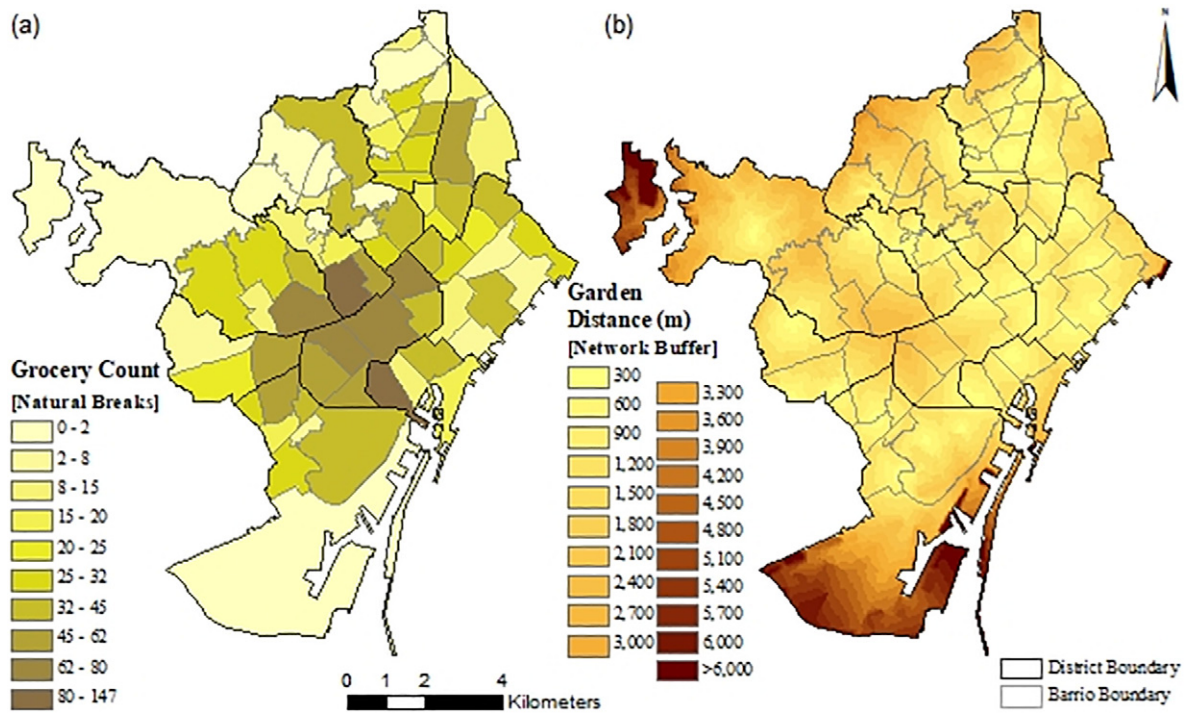 (a)
(b)
N
Grocery Count
[Natural Breaks]
0 - 2
2 - 8
8 - 15
15 - 20
20 - 25
25 - 32
32 - 45
45 - 62
62 - 80
80 - 147
0 1 2 4
Kilometers
Garden
Distance (m)
[Network Buffer]
300
600
900
1,200
1,500
1,800
2,100
2,400
2,700
3,000
3,300
3,600
3,900
4,200
4,500
4,800
5,100
5,400
5,700
6,000
>6,000
District Boundary
Barrio Boundary